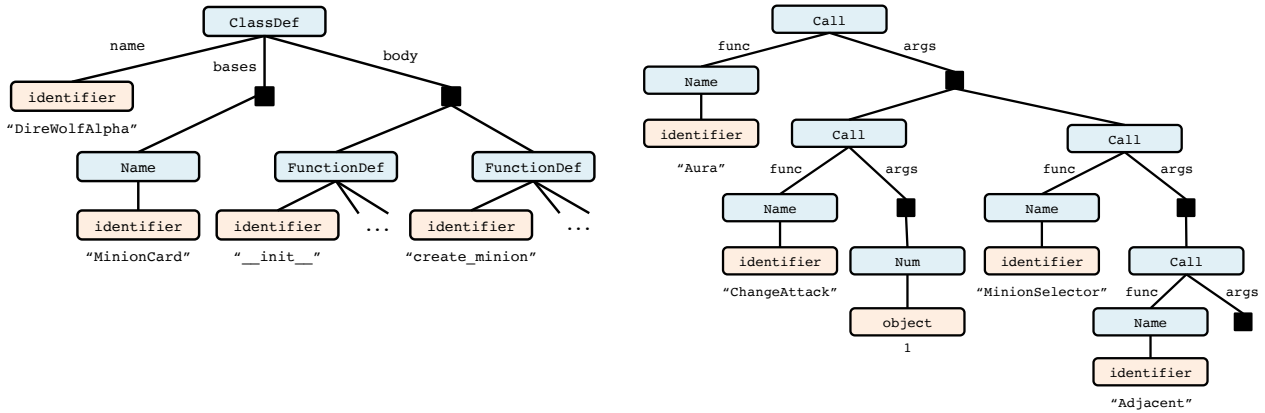 ClassDef
name
bases
body
identifier
“DireWolfAlpha”
Name
FunctionDef
FunctionDef
identifier
identifier
identifier
...
...
“MinionCard”
“__init__”
“create_minion”
Call
func
args
Name
identifier
“Aura”
Call
Call
func
args
func
args
Name
Name
identifier
Num
identifier
Call
“ChangeAttack”
“MinionSelector”
func
args
object
1
Name
identifier
“Adjacent”